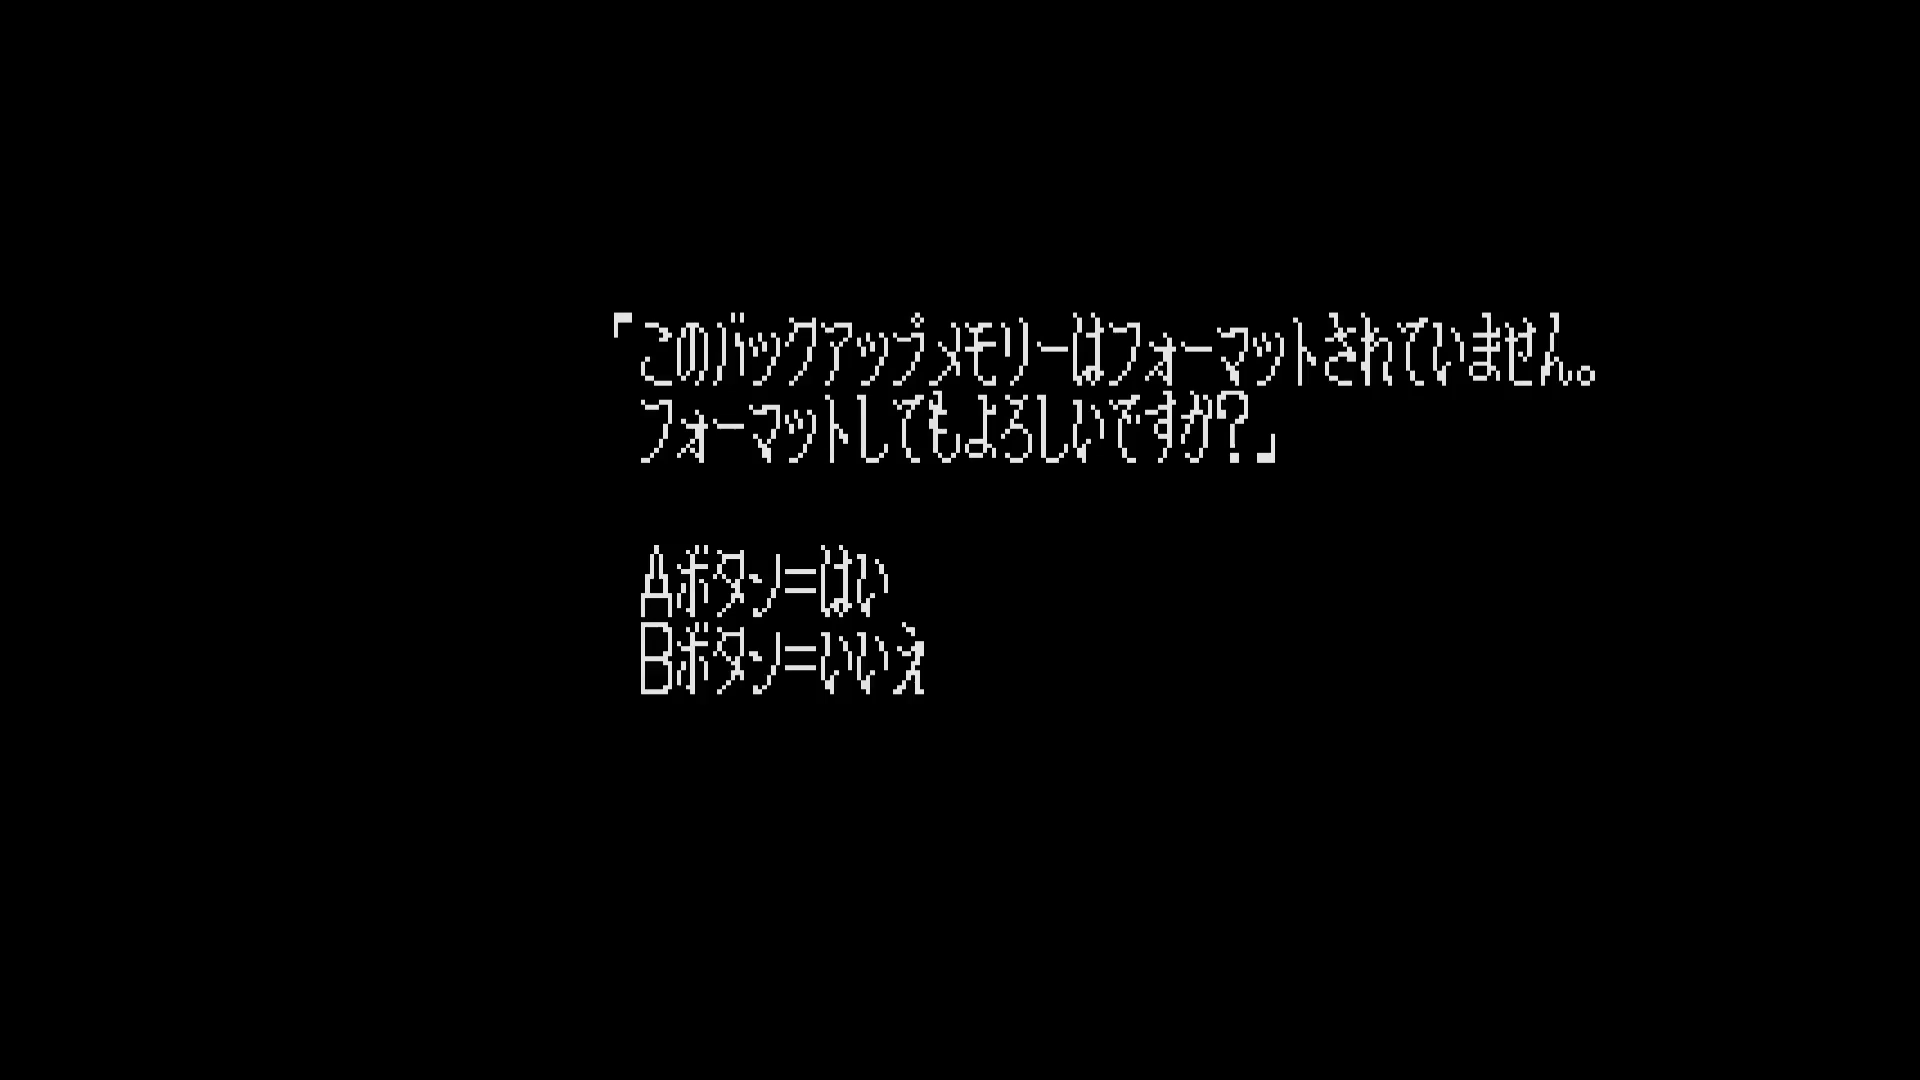 「このバックアップメモリーはフォーマットされていません。
フォーマットしてもよろしいですか?」
Aボタン=はい
Bボタン=いいえ